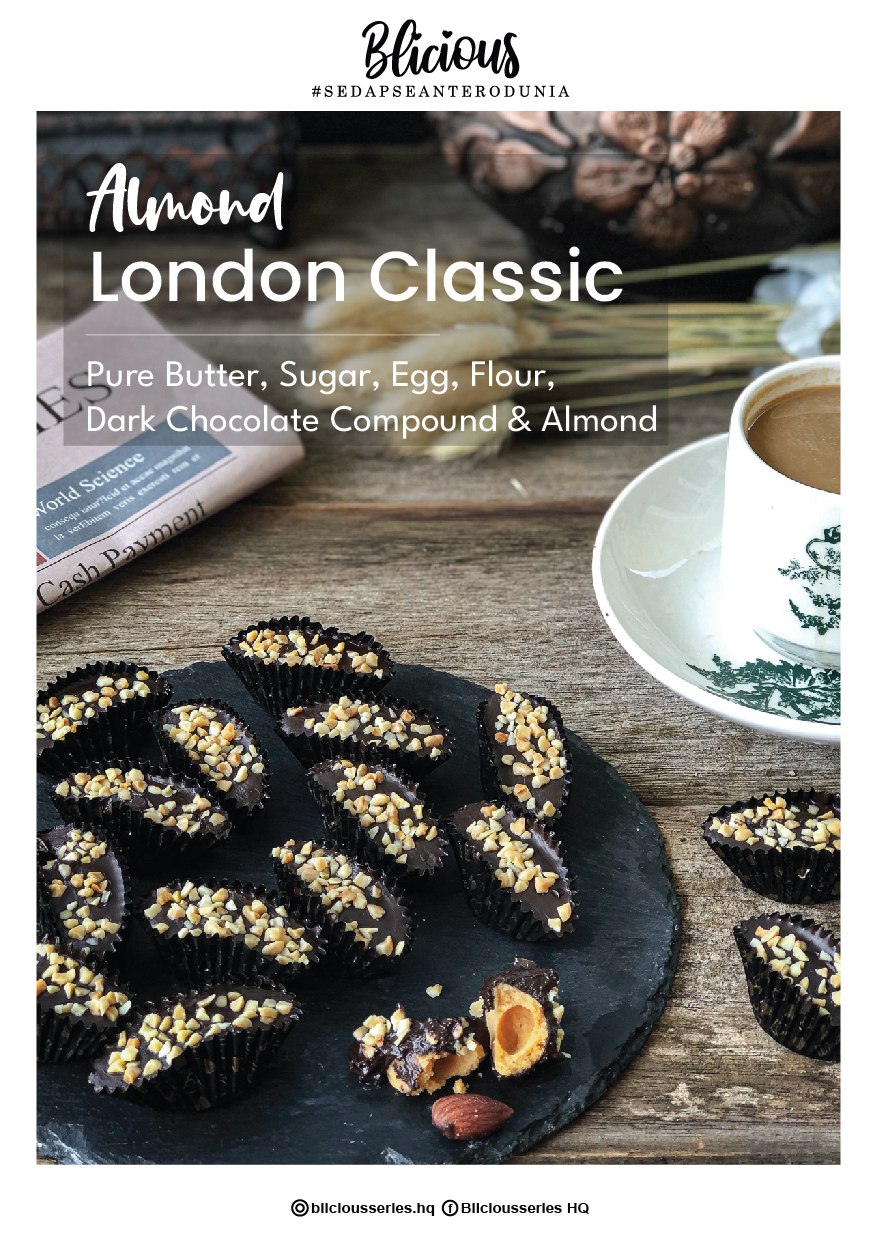 Blicious
#SEDAPSEANTERODUNIA
Almond
London Classic
Pure Butter, Sugar, Egg, Flour,
Dark Chocolate Compound & Almond
World Science
Cash Payment
bliciousseries.hq Bliciousseries HQ